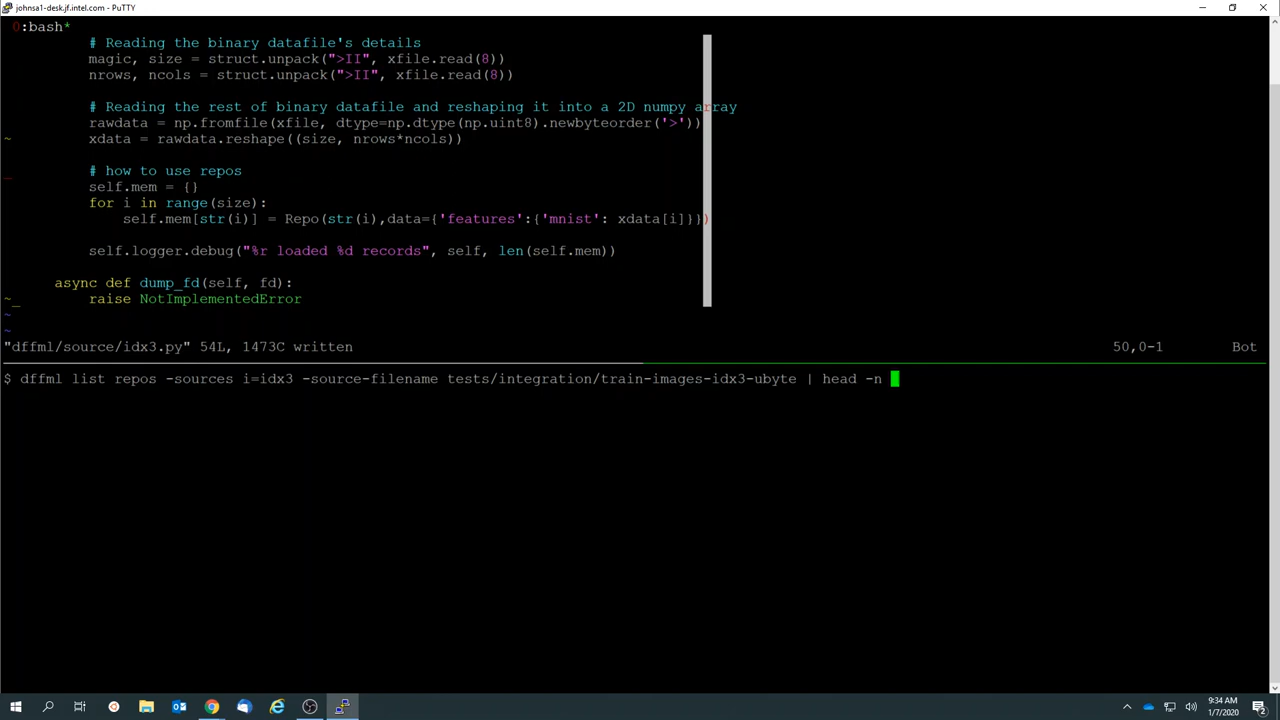 johnsa1-desk.jf.intel.com - PuTTY
0:bash*
# Reading the binary datafile's details
magic, size = struct.unpack(">II", xfile.read(8))
nrows, ncols = struct.unpack(">II", xfile.read(8))
# Reading the rest of binary datafile and reshaping it into a 2D numpy array
rawdata = np.fromfile(xfile, dtype=np.dtype(np.uint8).newbyteorder('>'))
~ xdata = rawdata.reshape((size, nrows*ncols))
# how to use repos
self.mem = {}
for i in range(size):
self.mem[str(i)] = Repo(str(i),data={'features':{'mnist': xdata[i]}})
self.logger.debug("%r loaded %d records", self, len(self.mem))
async def dump_fd(self, fd):
~_ raise NotImplementedError
~
~
"dffml/source/idx3.py" 54L, 1473C written 50,0-1 Bot
$ dffml list repos -sources i=idx3 -source-filename tests/integration/train-images-idx3-ubyte | head -n
9:34 AM
1/7/2020
2